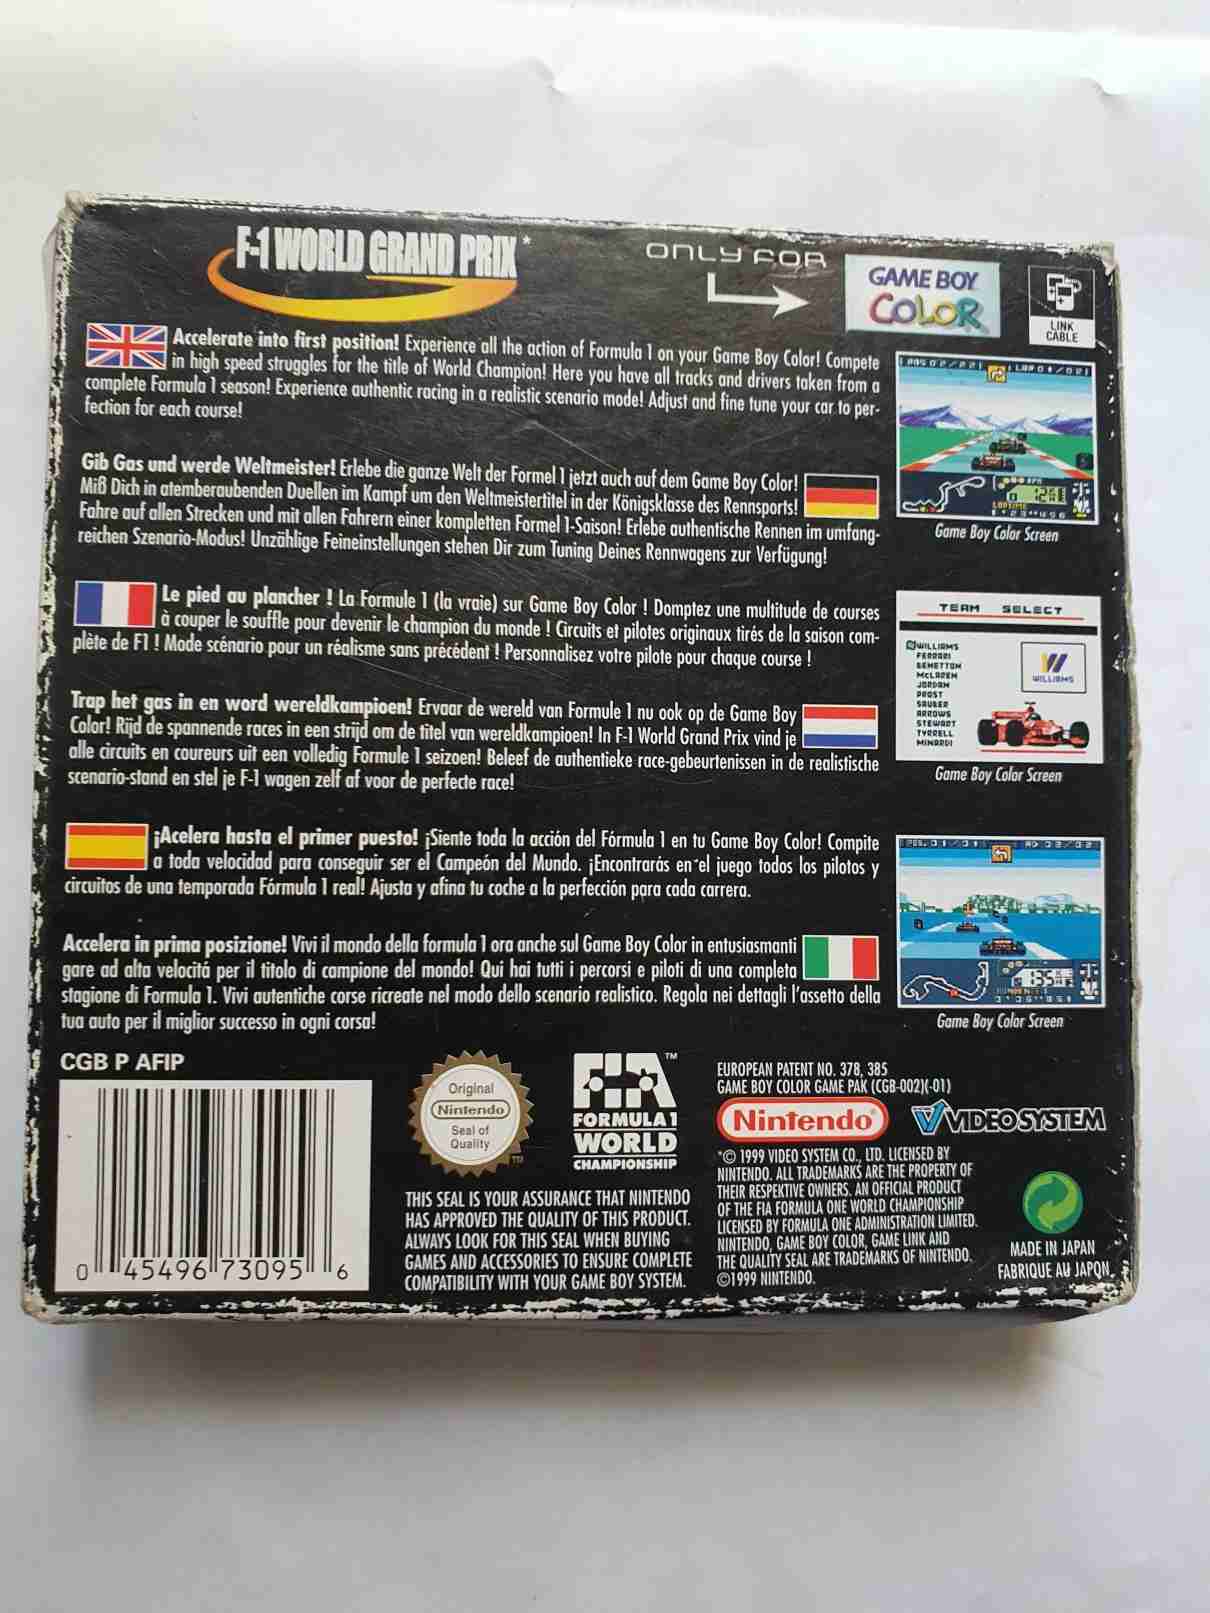 F-1 WORLD GRAND PRIX*
ONLY FOR
GAME BOY
COLOR
LINK
CABLE
Accelerate into first position! Experience all the action of Formula 1 on your Game Boy Color! Compete
in high speed struggles for the title of World Champion! Here you have all tracks and drivers taken from a
complete Formula 1 season! Experience authentic racing in a realistic scenario mode! Adjust and fine tune your car to per-
fection for each course!
Game Boy Color Screen
Gib Gas und werde Weltmeister! Erlebe die ganze Welt der Formel 1 jetzt auch auf dem Game Boy Color!
Miß Dich in atemberaubenden Duellen im Kampf um den Weltmeistertitel in der Königsklasse des Rennsports!
Fahre auf allen Strecken und mit allen Fahrern einer kompletten Formel 1-Saison! Erlebe authentische Rennen im umfang-
reichen Szenario-Modus! Unzählige Feineinstellungen stehen Dir zum Tuning Deines Rennwagens zur Verfügung!
Le pied au plancher ! La Formule 1 (la vraie) sur Game Boy Color ! Domptez une multitude de courses
à couper le souffle pour devenir le champion du monde ! Circuits et pilotes originaux tirés de la saison com-
plète de F1 ! Mode scénario pour un réalisme sans précédent ! Personnalisez votre pilote pour chaque course !
TEAM SELECT
WILLIAMS
FERRARI
BENETTON
McLAREN
JORDAN
PROST
SAUBER
ARROWS
STEWART
TYRRELL
MINARDI
WILLIAMS
Game Boy Color Screen
Trap het gas in en word wereldkampioen! Ervaar de wereld van Formule 1 nu ook op de Game Boy
Color! Rijd de spannende races in een strijd om de titel van wereldkampioen! In F-1 World Grand Prix vind je
alle circuits en coureurs uit een volledig Formule 1 seizoen! Beleef de authentieke race-gebeurtenissen in de realistische
scenario-stand en stel je F-1 wagen zelf af voor de perfecte race!
¡Acelera hasta el primer puesto! ¡Siente toda la acción del Fórmula 1 en tu Game Boy Color! Compite
a toda velocidad para conseguir ser el Campeón del Mundo. ¡Encontrarás en el juego todos los pilotos y
circuitos de una temporada Fórmula 1 real! Ajusta y afina tu coche a la perfección para cada carrera.
Accelera in prima posizione! Vivi il mondo della formula 1 ora anche sul Game Boy Color in entusiasmanti
gare ad alta velocitá per il titolo di campione del mondo! Qui hai tutti i percorsi e piloti di una completa
stagione di Formula 1. Vivi autentiche corse ricreate nel modo dello scenario realistico. Regola nei dettagli l'assetto della
tua auto per il miglior successo in ogni corsa!
Game Boy Color Screen
CGB P AFIP
0 45496 73095 6
Original
Nintendo
Seal of
Quality
TM
FIA™
FORMULA 1
WORLD
CHAMPIONSHIP
THIS SEAL IS YOUR ASSURANCE THAT NINTENDO
HAS APPROVED THE QUALITY OF THIS PRODUCT.
ALWAYS LOOK FOR THIS SEAL WHEN BUYING
GAMES AND ACCESSORIES TO ENSURE COMPLETE
COMPATIBILITY WITH YOUR GAME BOY SYSTEM.
EUROPEAN PATENT NO. 378, 385
GAME BOY COLOR GAME PAK (CGB-002)(-01)
Nintendo®
VIDEO SYSTEM
*© 1999 VIDEO SYSTEM CO., LTD. LICENSED BY
NINTENDO. ALL TRADEMARKS ARE THE PROPERTY OF
THEIR RESPEKTIVE OWNERS. AN OFFICIAL PRODUCT
OF THE FIA FORMULA ONE WORLD CHAMPIONSHIP
LICENSED BY FORMULA ONE ADMINISTRATION LIMITED.
NINTENDO, GAME BOY COLOR, GAME LINK AND
THE QUALITY SEAL ARE TRADEMARKS OF NINTENDO.
©1999 NINTENDO.
MADE IN JAPAN
FABRIQUE AU JAPON